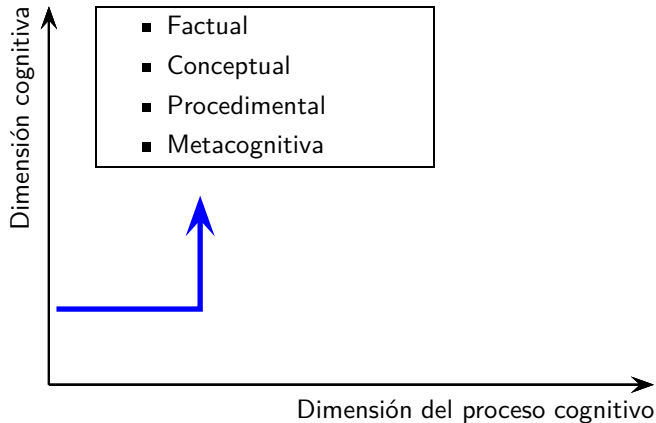 Dimensión cognitiva
▪ Factual
▪ Conceptual
▪ Procedimental
▪ Metacognitiva
Dimensión del proceso cognitivo